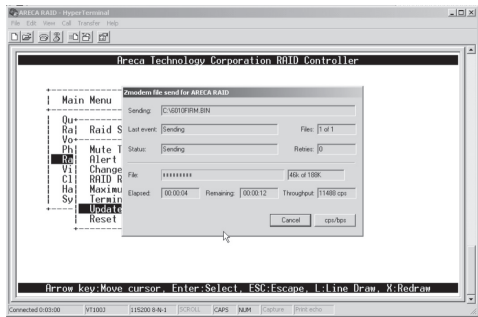 ARECA RAID - HyperTerminal
File Edit View Call Transfer Help
Areca Technology Corporation RAID Controller
Main Menu
Qu
Ra Raid S
Vo
Ph Mute T
Ra Alert
Vi Change
Cl RAID R
Ha Maximu
Sy Termin
Update
Reset
2modem file send for ARECA RAID
Sending: C:\6010FIRM.BIN
Last event: Sending Files: 1 of 1
Status: Sending Retries: 0
File: 46k of 188K
Elapsed: 00:00:04 Remaining: 00:00:12 Throughput: 11488 cps
Cancel cps/bps
Arrow key:Move cursor, Enter:Select, ESC:Escape, L:Line Draw, X:Redraw
Connected 0:03:00 VT100J 115200 8-N-1 SCROLL CAPS NUM Capture Print echo